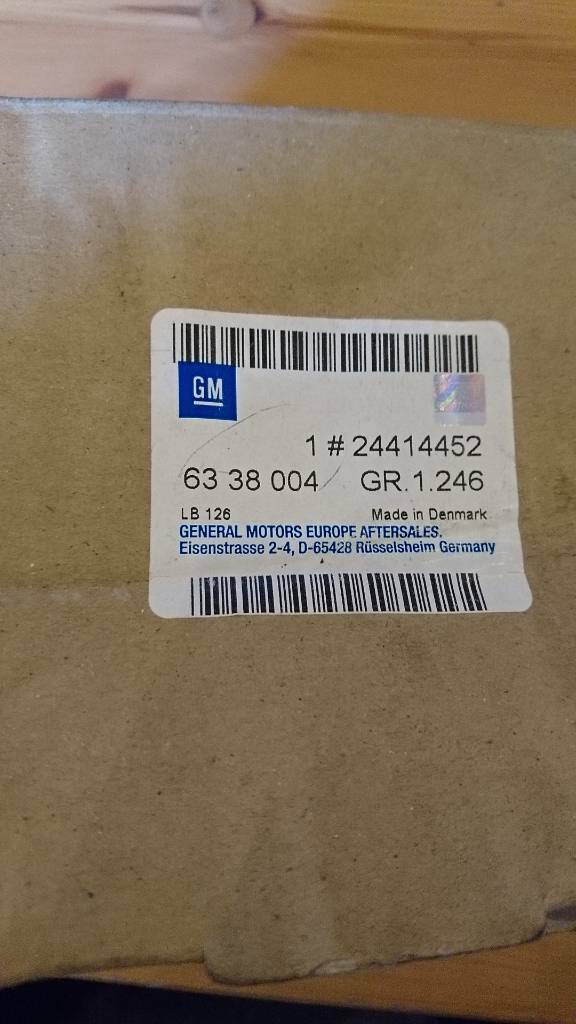 GM
1 # 24414452
63 38 004 GR.1.246
LB 126 Made in Denmark
GENERAL MOTORS EUROPE AFTERSALES.
Eisenstrasse 2-4, D-65428 Rüsselsheim Germany